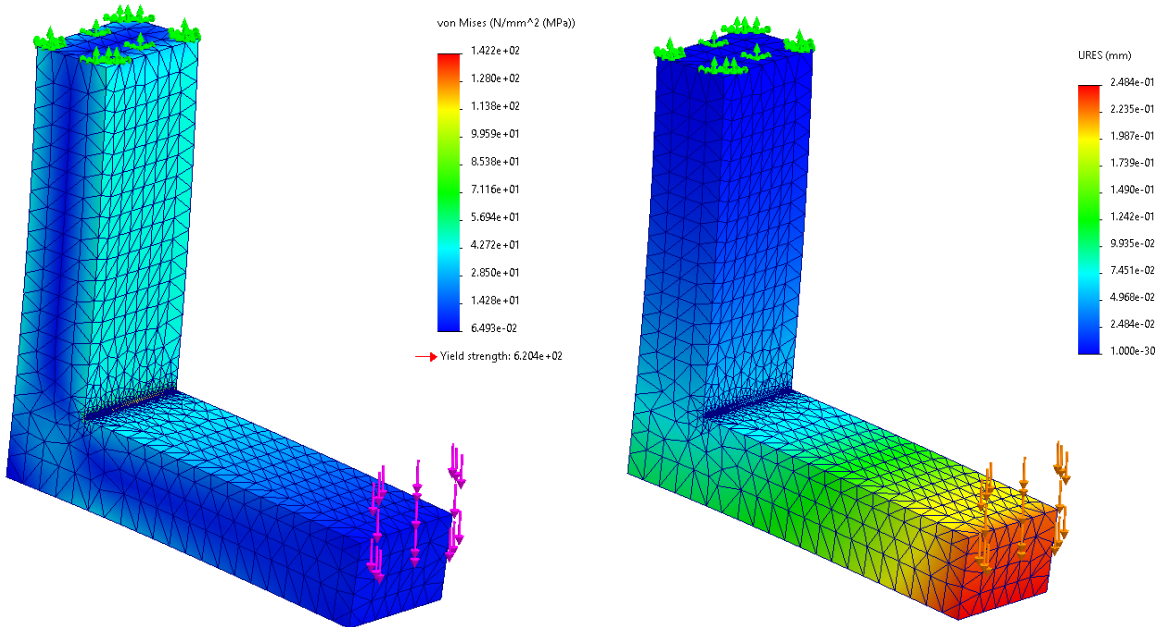 von Mises (N/mm^2 (MPa))
1.422e+02
1.280e+02
1.138e+02
9.959e+01
8.538e+01
7.116e+01
5.694e+01
4.272e+01
2.850e+01
1.428e+01
6.493e-02
Yield strength: 6.204e+02
URES (mm)
2.484e-01
2.235e-01
1.987e-01
1.739e-01
1.490e-01
1.242e-01
9.935e-02
7.451e-02
4.968e-02
2.484e-02
1.000e-30